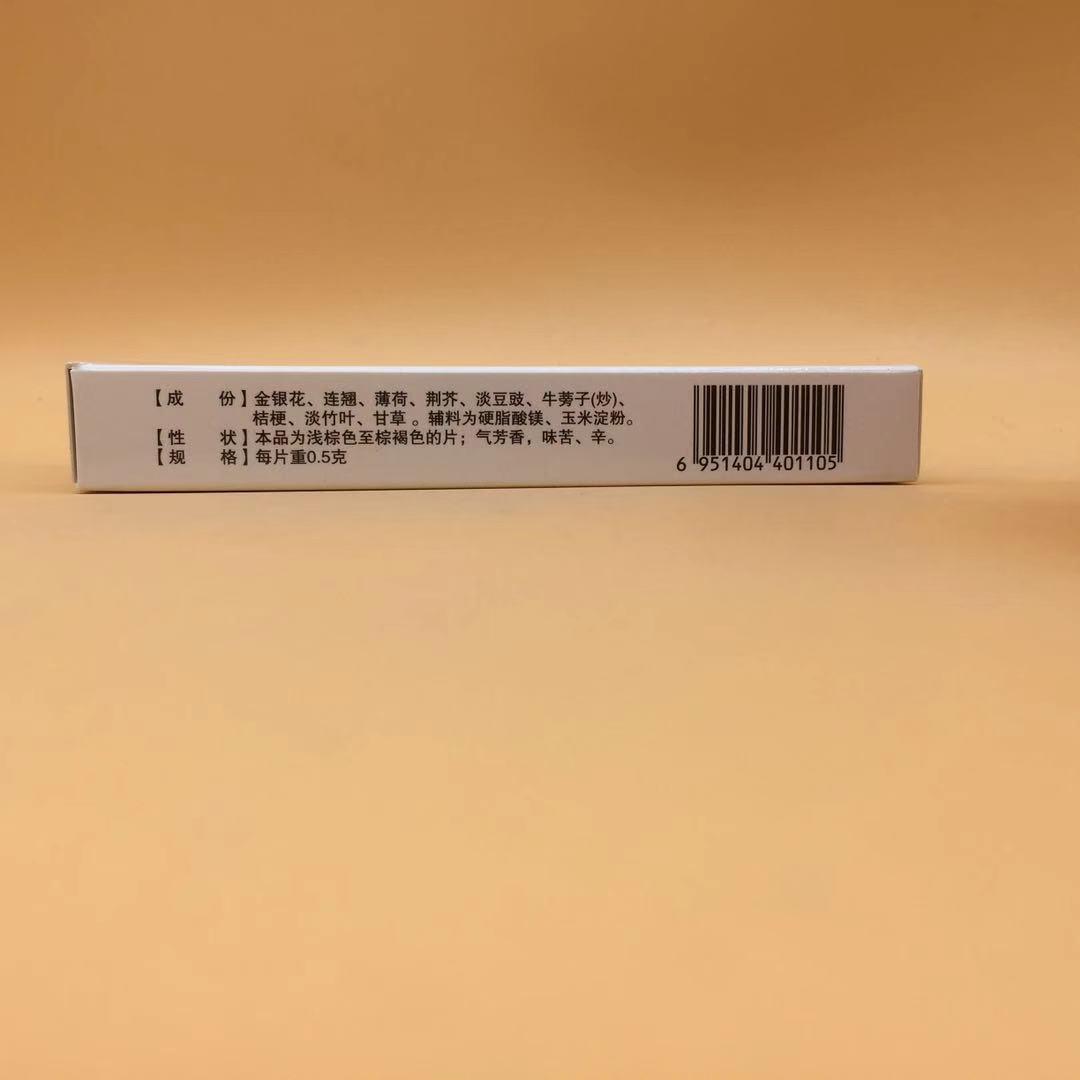 【成 份】金银花、连翘、薄荷、荆芥、淡豆豉、牛蒡子(炒)、
桔梗、淡竹叶、甘草。辅料为硬脂酸镁、玉米淀粉。
【性 状】本品为浅棕色至棕褐色的片；气芳香，味苦、辛。
【规 格】每片重0.5克
6 951404 401105